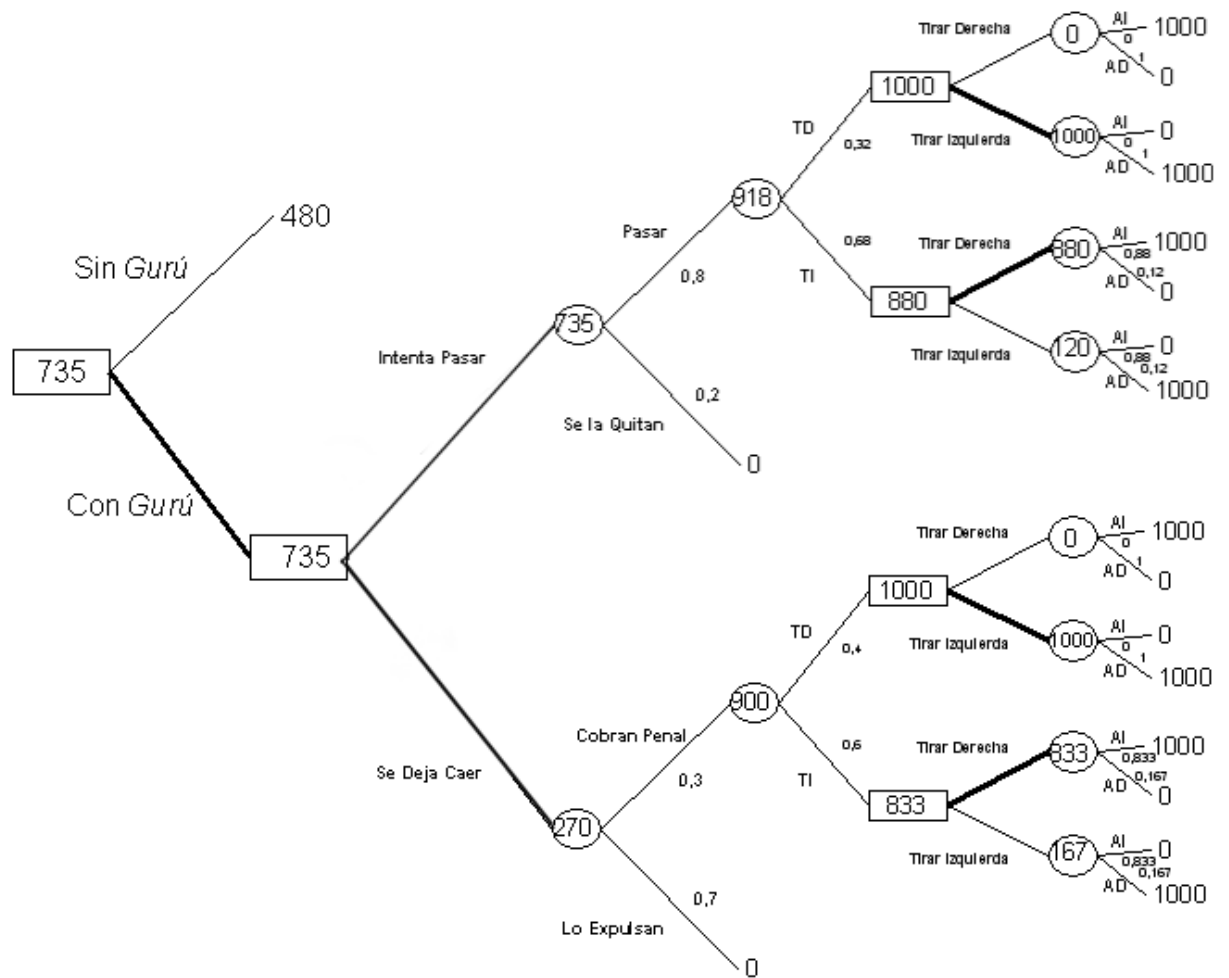 Tirar Derecha
0
AI
0
1000
AD
1
0
1000
TD
0,32
Tirar Izquierda
1000
AI
0
0
AD
1
1000
918
Pasar
0,8
0,68
TI
Tirar Derecha
880
AI
0,88
1000
AD
0,12
0
880
Tirar Izquierda
120
AI
0,88
0
AD
0,12
1000
480
Sin Gurú
735
735
Intenta Pasar
0,2
Se la Quitan
0
Con Gurú
735
Tirar Derecha
0
AI
0
1000
AD
1
0
1000
TD
0,4
Tirar Izquierda
1000
AI
0
0
AD
1
1000
900
Cobran Penal
0,3
0,6
TI
Tirar Derecha
833
AI
0,833
1000
AD
0,167
0
833
Tirar Izquierda
167
AI
0,833
0
AD
0,167
1000
Se Deja Caer
270
0,7
Lo Expulsan
0